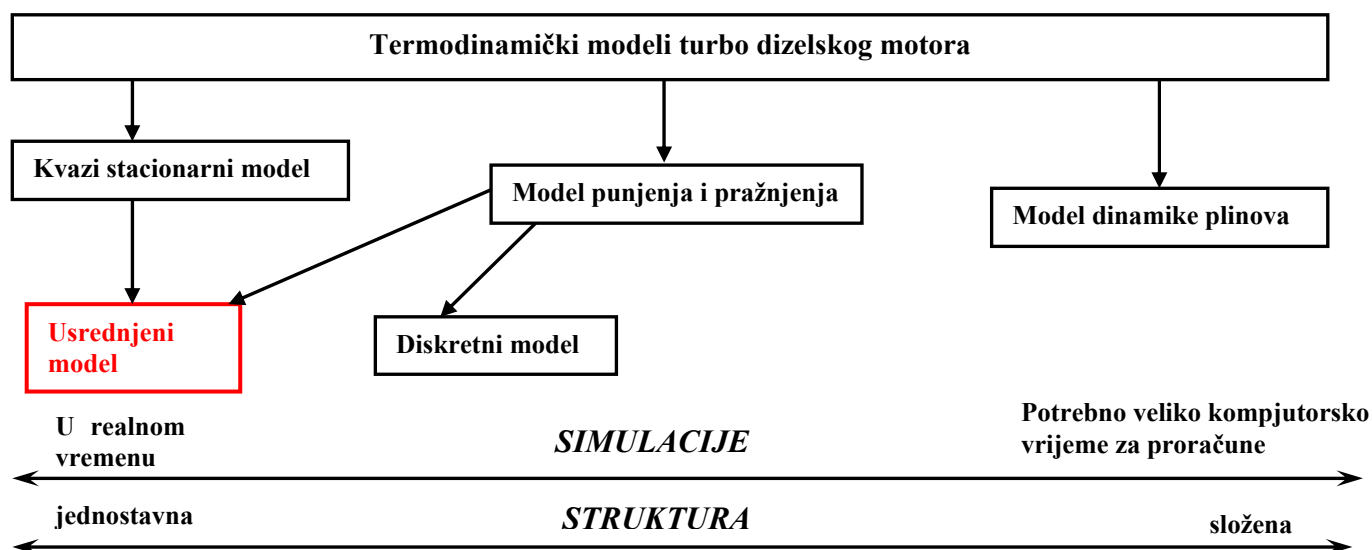 Termodinamički modeli turbo dizelskog motora
Kvazi stacionarni model
Model punjenja i pražnjenja
Model dinamike plinova
Usrednjeni
model
Diskretni model
U realnom
vremenu
SIMULACIJE
Potrebno veliko kompjutorsko
vrijeme za proračune
jednostavna
STRUKTURA
složena